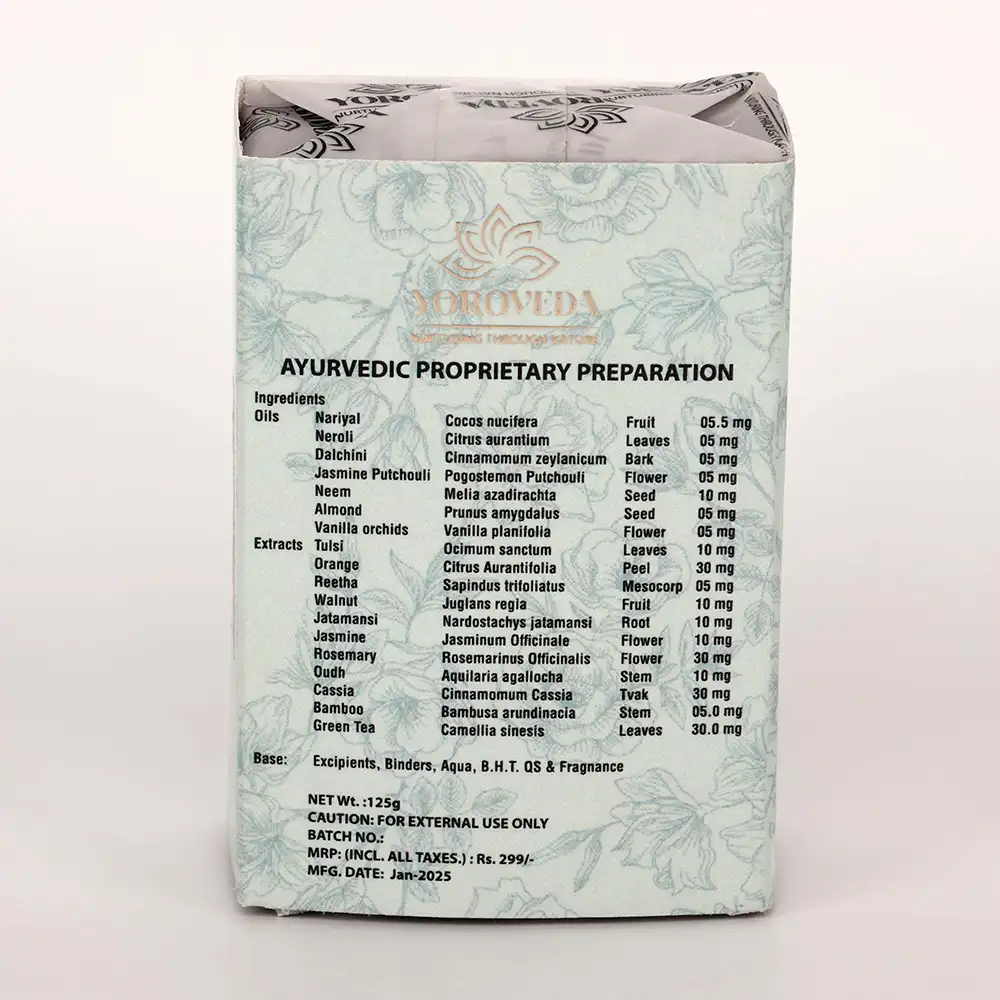 YOROVEDA
NURTURING THROUGH NATURE
AYURVEDIC PROPRIETARY PREPARATION
Ingredients
Oils Nariyal Cocos nucifera Fruit 05.5 mg
Neroli Citrus aurantium Leaves 05 mg
Dalchini Cinnamomum zeylanicum Bark 05 mg
Jasmine Putchouli Pogostemon Putchouli Flower 05 mg
Neem Melia azadirachta Seed 10 mg
Almond Prunus amygdalus Seed 05 mg
Vanilla orchids Vanilla planifolia Flower 05 mg
Extracts Tulsi Ocimum sanctum Leaves 10 mg
Orange Citrus Aurantifolia Peel 30 mg
Reetha Sapindus trifoliatus Mesocorp 05 mg
Walnut Juglans regia Fruit 10 mg
Jatamansi Nardostachys jatamansi Root 10 mg
Jasmine Jasminum Officinale Flower 10 mg
Rosemary Rosemarinus Officinalis Flower 30 mg
Oudh Aquilaria agallocha Stem 10 mg
Cassia Cinnamomum Cassia Tvak 30 mg
Bamboo Bambusa arundinacia Stem 05.0 mg
Green Tea Camellia sinesis Leaves 30.0 mg
Base: Excipients, Binders, Aqua, B.H.T. QS & Fragnance
NET Wt. :125g
CAUTION: FOR EXTERNAL USE ONLY
BATCH NO.:
MRP: (INCL. ALL TAXES.) : Rs. 299/-
MFG. DATE: Jan-2025